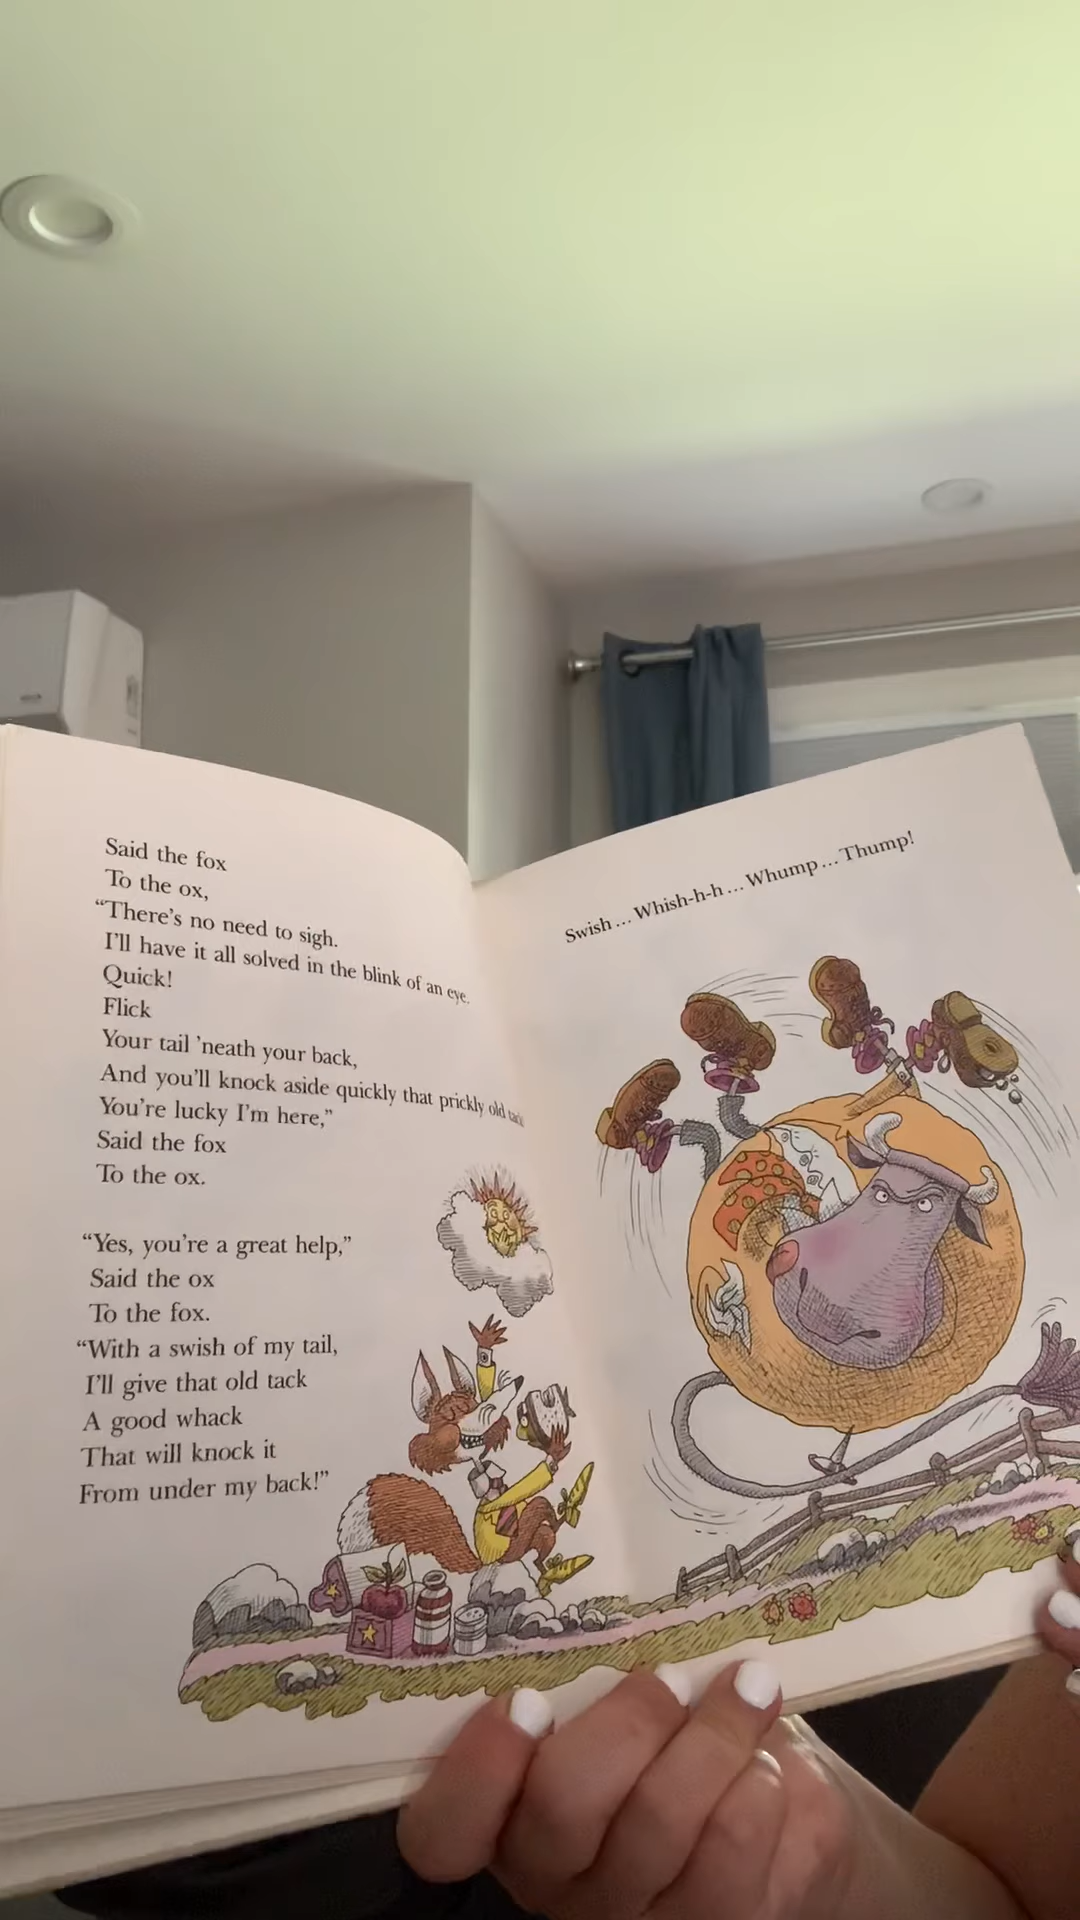 Said the fox
To the ox,
“There’s no need to sigh.
I’ll have it all solved in the blink of an eye.
Quick!
Flick
Your tail ’neath your back,
And you’ll knock aside quickly that prickly old tack.
You’re lucky I’m here,”
Said the fox
To the ox.
“Yes, you’re a great help,”
Said the ox
To the fox.
“With a swish of my tail,
I’ll give that old tack
A good whack
That will knock it
From under my back!”
Swish ... Whish-h-h ... Whump ... Thump!